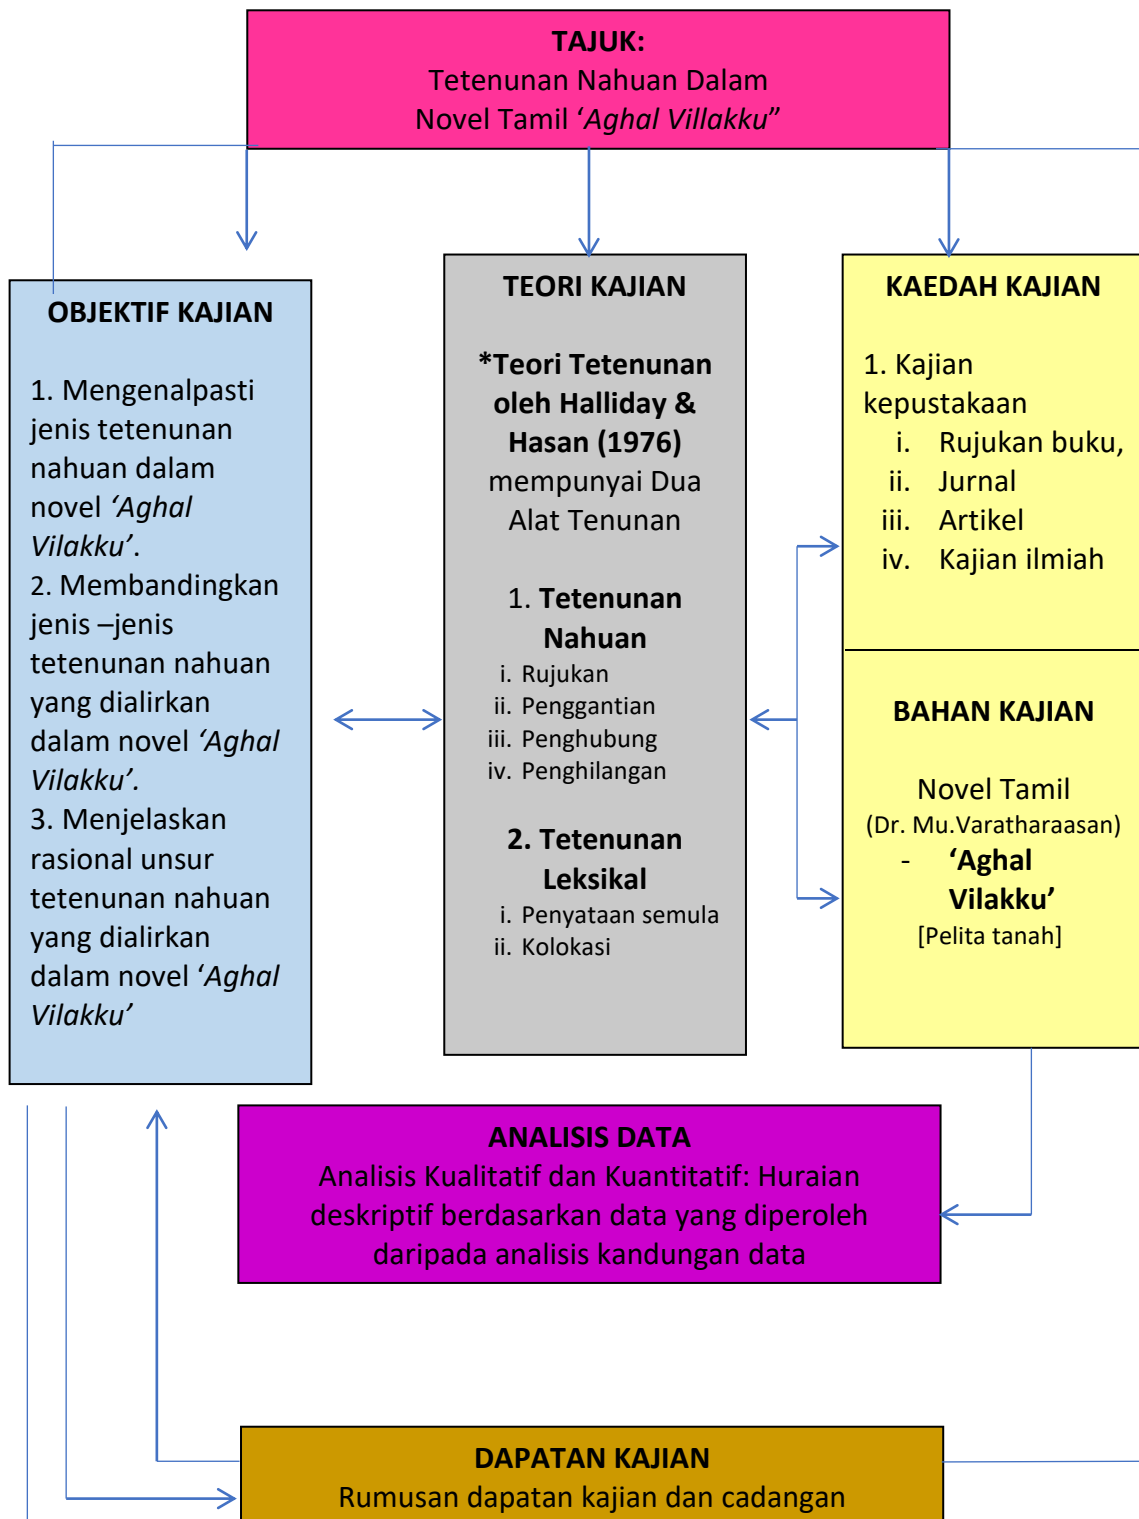 TAJUK:
Tetenunan Nahuan Dalam
Novel Tamil ‘Aghal Villakku”
OBJEKTIF KAJIAN
1. Mengenalpasti
jenis tetenunan
nahuan dalam
novel ‘Aghal
Vilakku’.
2. Membandingkan
jenis –jenis
tetenunan nahuan
yang dialirkan
dalam novel ‘Aghal
Vilakku’.
3. Menjelaskan
rasional unsur
tetenunan nahuan
yang dialirkan
dalam novel ‘Aghal
Vilakku’
TEORI KAJIAN
*Teori Tetenunan
oleh Halliday &
Hasan (1976)
mempunyai Dua
Alat Tenunan
1. Tetenunan
Nahuan
i. Rujukan
ii. Penggantian
iii. Penghubung
iv. Penghilangan
2. Tetenunan
Leksikal
i. Penyataan semula
ii. Kolokasi
KAEDAH KAJIAN
1. Kajian
kepustakaan
i. Rujukan buku,
ii. Jurnal
iii. Artikel
iv. Kajian ilmiah
BAHAN KAJIAN
Novel Tamil
(Dr. Mu.Varatharaasan)
- ‘Aghal
Vilakku’
[Pelita tanah]
ANALISIS DATA
Analisis Kualitatif dan Kuantitatif: Huraian
deskriptif berdasarkan data yang diperoleh
daripada analisis kandungan data
DAPATAN KAJIAN
Rumusan dapatan kajian dan cadangan